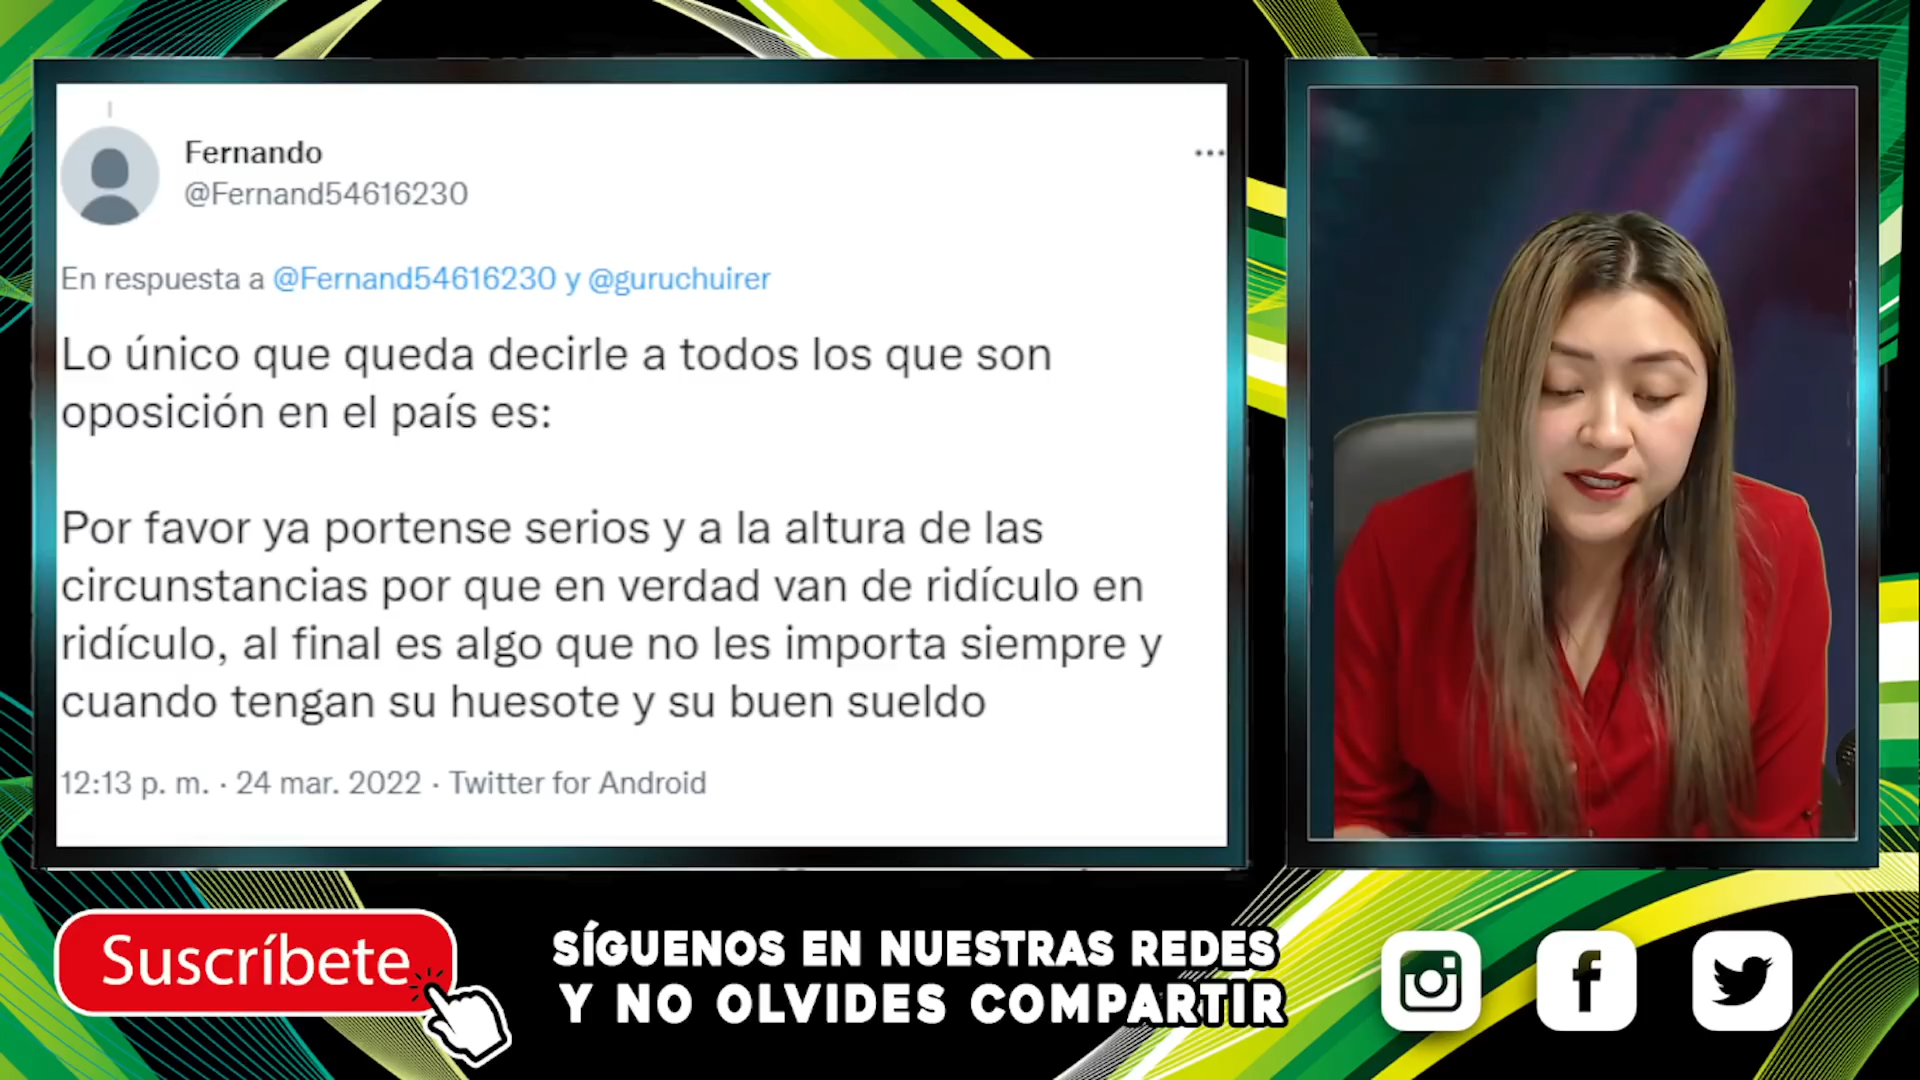 Fernando
@Fernand54616230
En respuesta a @Fernand54616230 y @guruchuirer
Lo único que queda decirle a todos los que son
oposición en el país es:
Por favor ya portense serios y a la altura de las
circunstancias por que en verdad van de ridículo en
ridículo, al final es algo que no les importa siempre y
cuando tengan su huesote y su buen sueldo
12:13 p. m. · 24 mar. 2022 · Twitter for Android
Suscríbete
SÍGUENOS EN NUESTRAS REDES
Y NO OLVIDES COMPARTIR